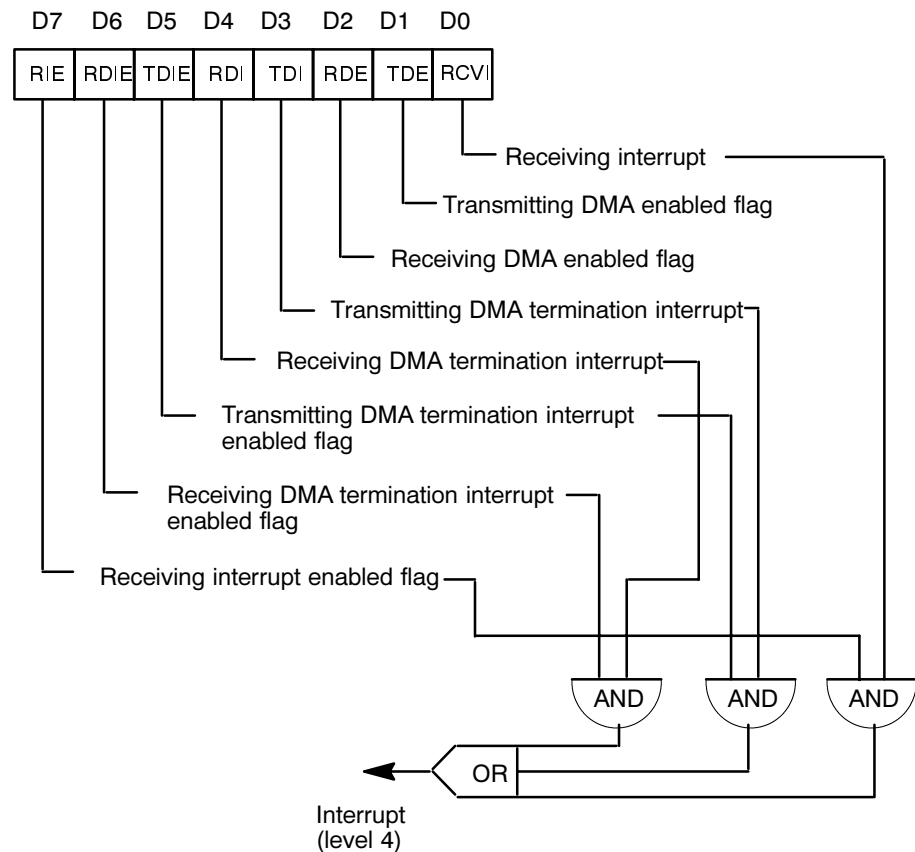 D7 D6 D5 D4 D3 D2 D1 D0
RIE RDIE TDIE RDI TDI RDE TDE RCVI
Receiving interrupt
Transmitting DMA enabled flag
Receiving DMA enabled flag
Transmitting DMA termination interrupt
Receiving DMA termination interrupt
Transmitting DMA termination interrupt
enabled flag
Receiving DMA termination interrupt
enabled flag
Receiving interrupt enabled flag
AND AND AND
OR
Interrupt
(level 4)